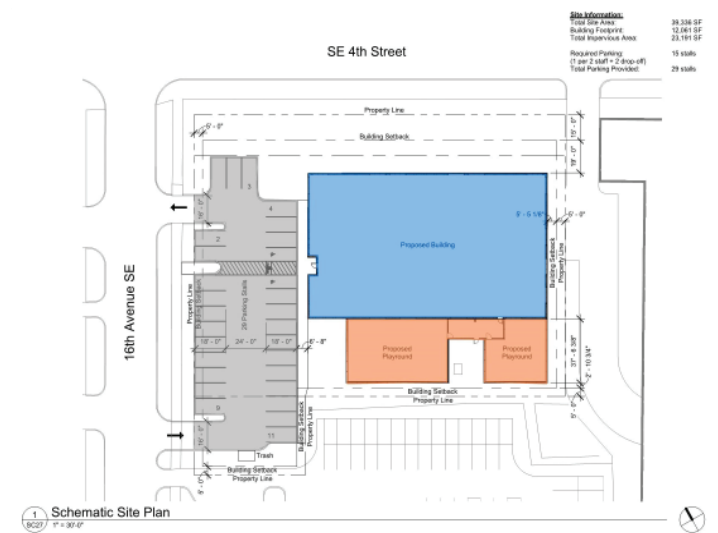 Site Information:
Total Site Area: 39,336 SF
Building Footprint: 12,061 SF
Total Impervious Area: 23,191 SF
Required Parking: 15 stalls
(1 per 2 staff + 2 drop-off)
Total Parking Provided: 29 stalls
SE 4th Street
Property Line
15' - 0"
5' - 0"
Building Setback
18' - 0"
3
16' - 0"
4
2
8' - 5 1/8"
5' - 0"
Proposed Building
Building Setback
Property Line
16th Avenue SE
Property Line
Building Setback
29 Parking Stalls
18' - 0"
24' - 0"
18' - 0"
6' - 8"
Proposed
Playround
Proposed
Playround
31' - 8 3/8"
2' - 10 3/4"
Building Setback
Property Line
5' - 0"
9
Building Setback
Property Line
16' - 0"
11
Trash
Building Setback
Property Line
5' - 0"
1
SC27
Schematic Site Plan
1" = 30'-0"